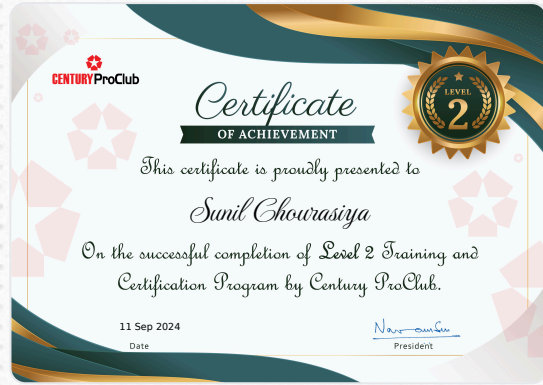 CENTURY ProClub
Certificate
OF ACHIEVEMENT
LEVEL
2
This certificate is proudly presented to
Sunil Chourasiya
On the successful completion of Level 2 Training and
Certification Program by Century ProClub.
11 Sep 2024
Date
President